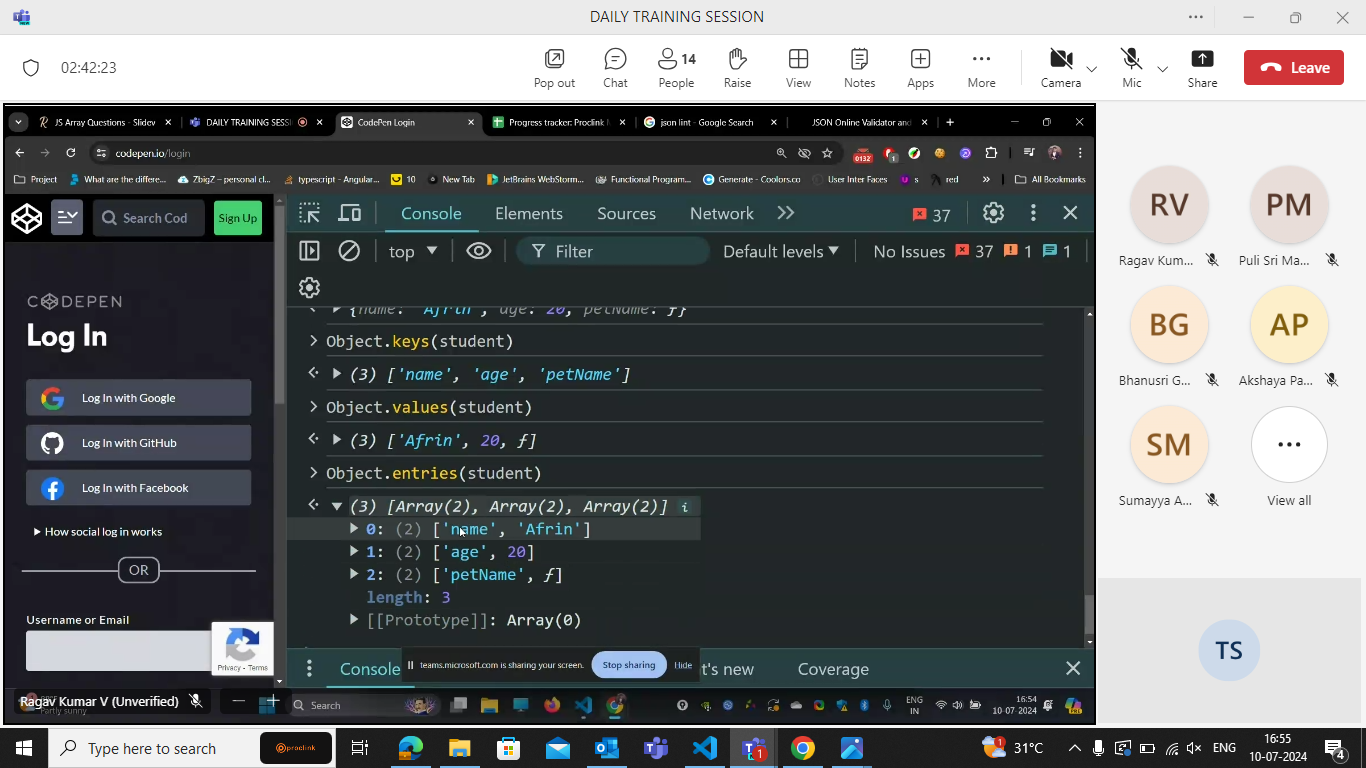 DAILY TRAINING SESSION
02:42:23
Pop out
Chat
14
People
Raise
View
Notes
Apps
More
Camera
Mic
Share
Leave
JS Array Questions - Slidev
DAILY TRAINING SESSI
CodePen Login
Progress tracker: Proclink
json lint - Google Search
JSON Online Validator and
codepen.io/login
Project
What are the differe...
ZbigZ – personal cl...
typescript - Angular...
10
New Tab
JetBrains WebStorm...
Functional Program...
Generate - Coolors.co
User Inter Faces
s
red
All Bookmarks
Search Cod
Sign Up
Console
Elements
Sources
Network
37
top
Filter
Default levels
No Issues
37
1
1
CODEPEN
Log In
Log In with Google
Log In with GitHub
Log In with Facebook
How social log in works
OR
Username or Email
Privacy - Terms
{name: 'Afrin', age: 20, petName: ƒ}
Object.keys(student)
(3) ['name', 'age', 'petName']
Object.values(student)
(3) ['Afrin', 20, ƒ]
Object.entries(student)
(3) [Array(2), Array(2), Array(2)]
0: (2) ['name', 'Afrin']
1: (2) ['age', 20]
2: (2) ['petName', ƒ]
length: 3
[[Prototype]]: Array(0)
Console
teams.microsoft.com is sharing your screen.
Stop sharing
Hide
t's new
Coverage
Ragav Kumar V (Unverified)
Partly sunny
Search
ENG
IN
16:54
10-07-2024
RV
Ragav Kum...
PM
Puli Sri Ma...
BG
Bhanusri G...
AP
Akshaya Pa...
SM
Sumayya A...
View all
TS
Type here to search
proclink
1
31°C
ENG
16:55
10-07-2024
4